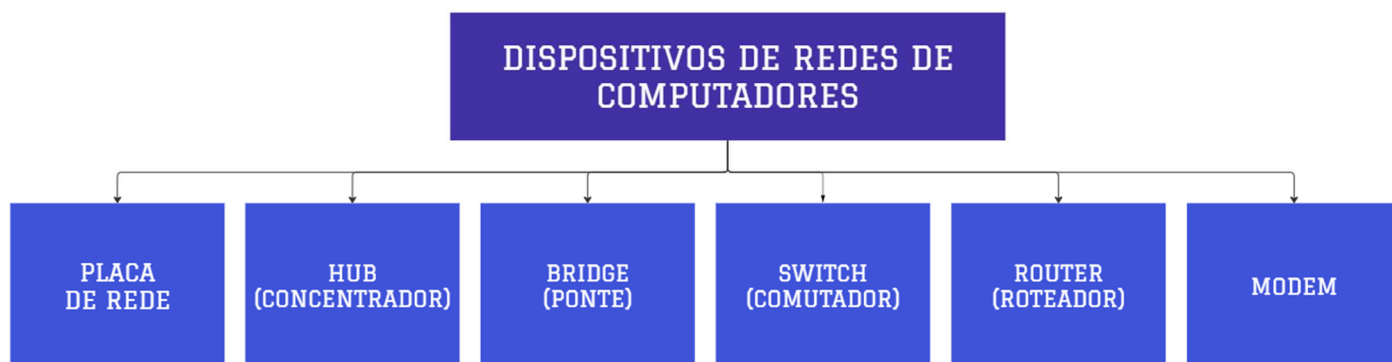 DISPOSITIVOS DE REDES DE
COMPUTADORES
PLACA
DE REDE
HUB
(CONCENTRADOR)
BRIDGE
(PONTE)
SWITCH
(COMUTADOR)
ROUTER
(ROTEADOR)
MODEM